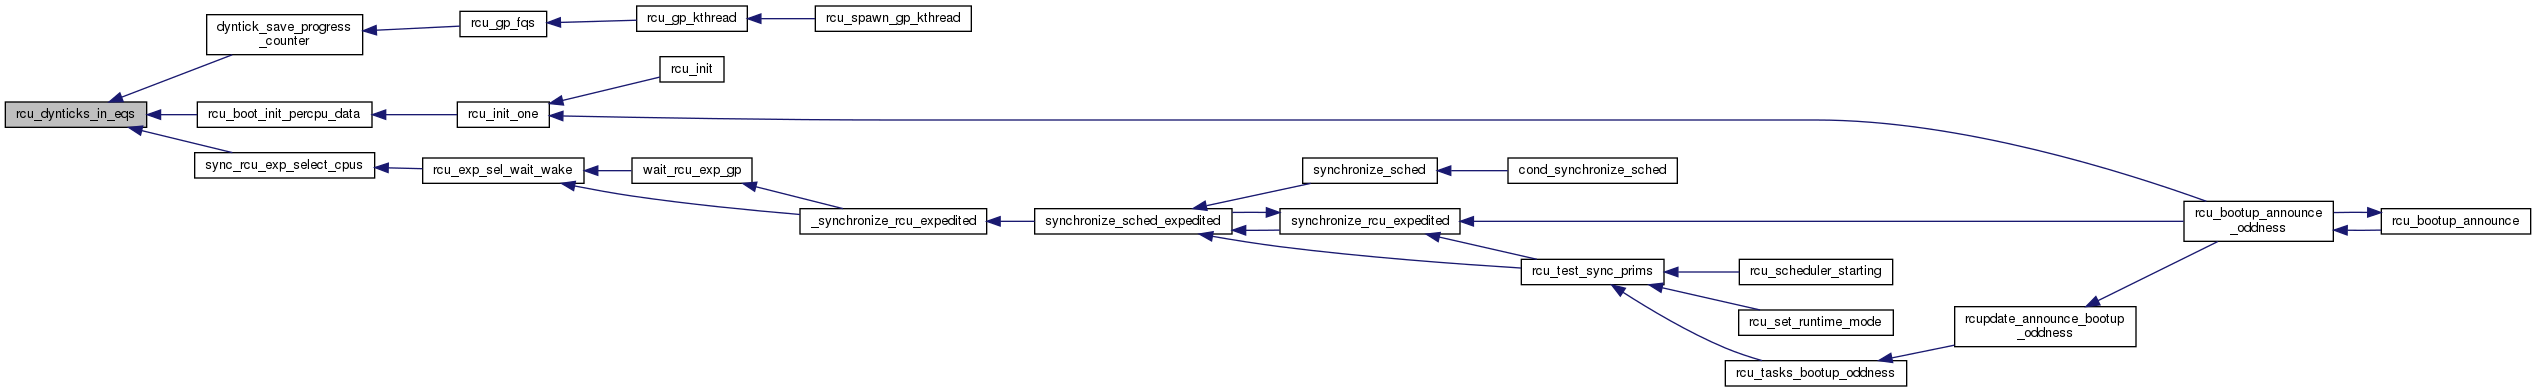 dyntick_save_progress
_counter
rcu_gp_fqs
rcu_gp_kthread
rcu_spawn_gp_kthread
rcu_init
rcu_dynticks_in_eqs
rcu_boot_init_percpu_data
rcu_init_one
sync_rcu_exp_select_cpus
rcu_exp_sel_wait_wake
wait_rcu_exp_gp
synchronize_sched
cond_synchronize_sched
_synchronize_rcu_expedited
synchronize_sched_expedited
synchronize_rcu_expedited
rcu_bootup_announce
_oddness
rcu_bootup_announce
rcu_test_sync_prims
rcu_scheduler_starting
rcu_set_runtime_mode
rcupdate_announce_bootup
_oddness
rcu_tasks_bootup_oddness